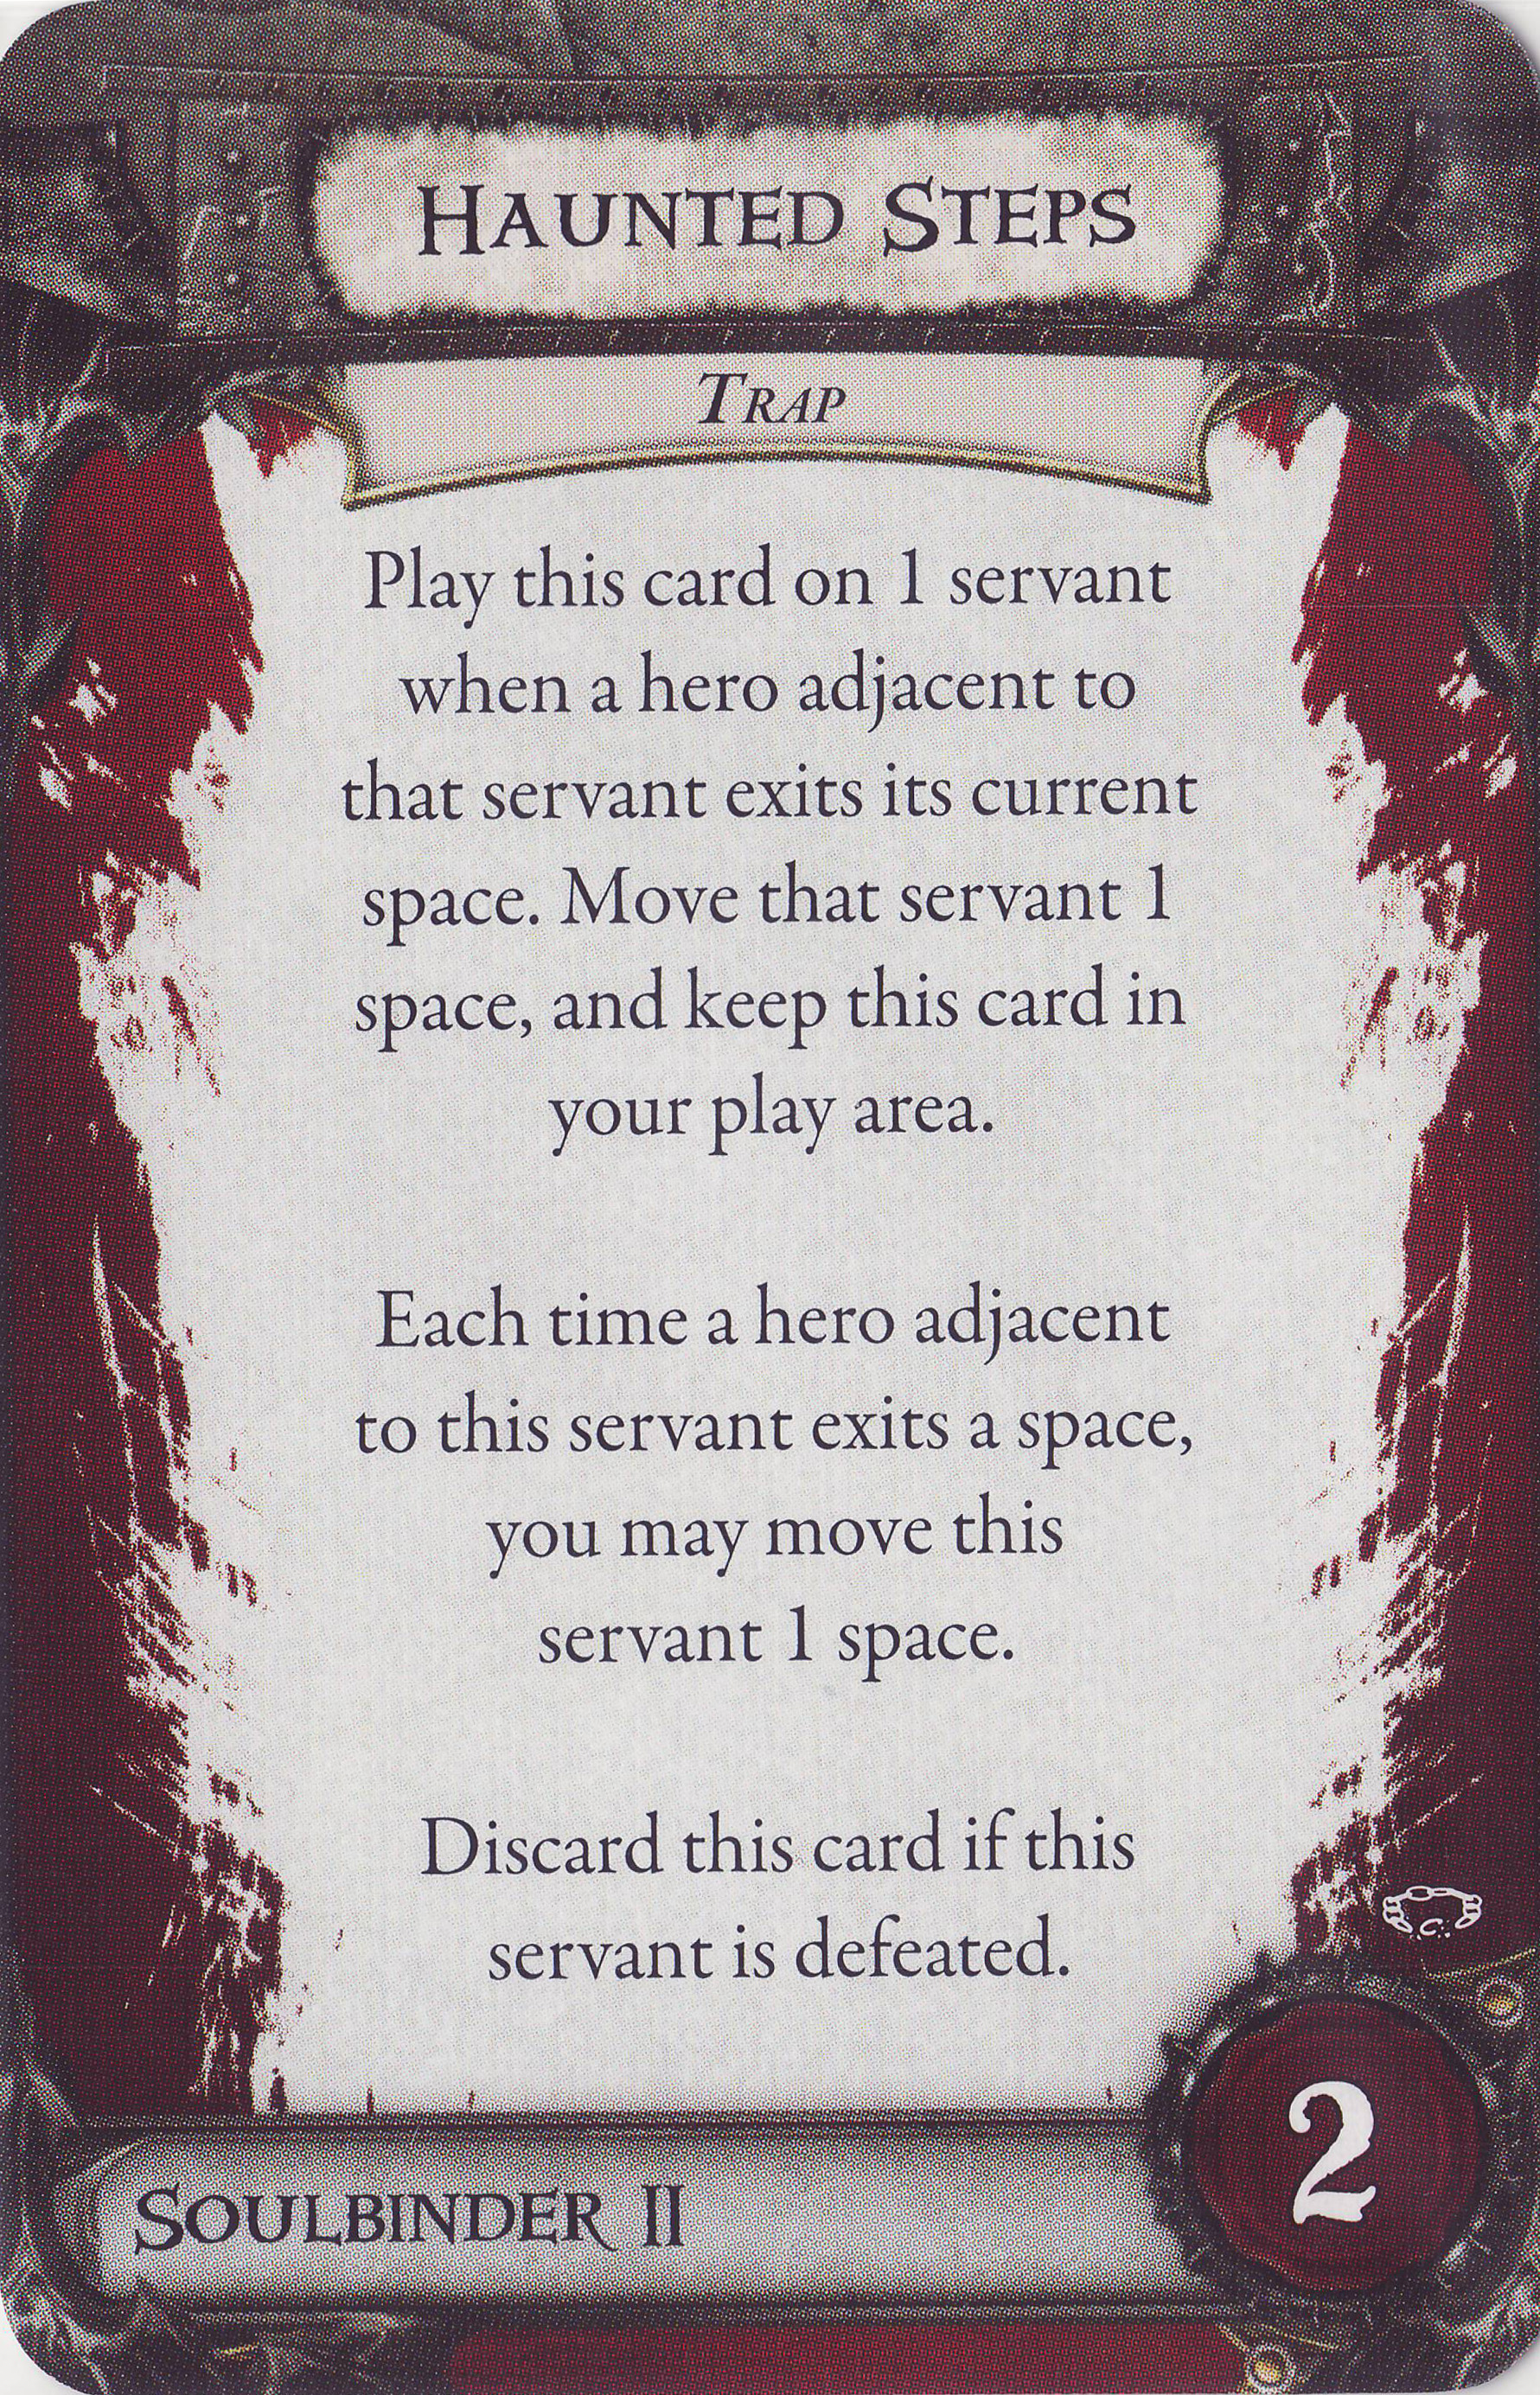 Haunted Steps
Trap
Play this card on 1 servant
when a hero adjacent to
that servant exits its current
space. Move that servant 1
space, and keep this card in
your play area.
Each time a hero adjacent
to this servant exits a space,
you may move this
servant 1 space.
Discard this card if this
servant is defeated.
Soulbinder II
2